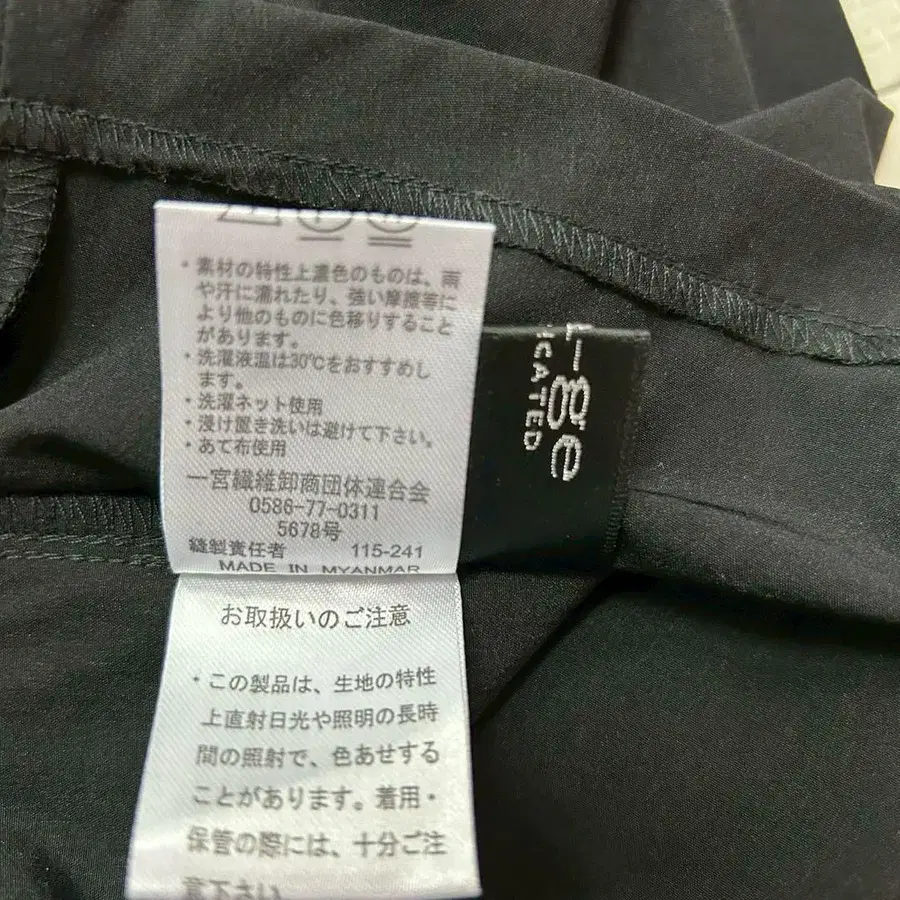 ・素材の特性上濃色のものは、雨
や汗に濡れたり、強い摩擦等に
より他のものに色移りすること
があります。
・洗濯液温は30℃をおすすめし
ます。
・洗濯ネット使用
・浸け置き洗いは避けて下さい。
・あて布使用
一宮繊維卸商団体連合会
0586-77-0311
5678号
縫製責任者 115-241
MADE IN MYANMAR
お取扱いのご注意
・この製品は、生地の特性
上直射日光や照明の長時
間の照射で、色あせする
ことがあります。着用・
保管の際には、十分ご注
意下さい
L-ge
ICATED